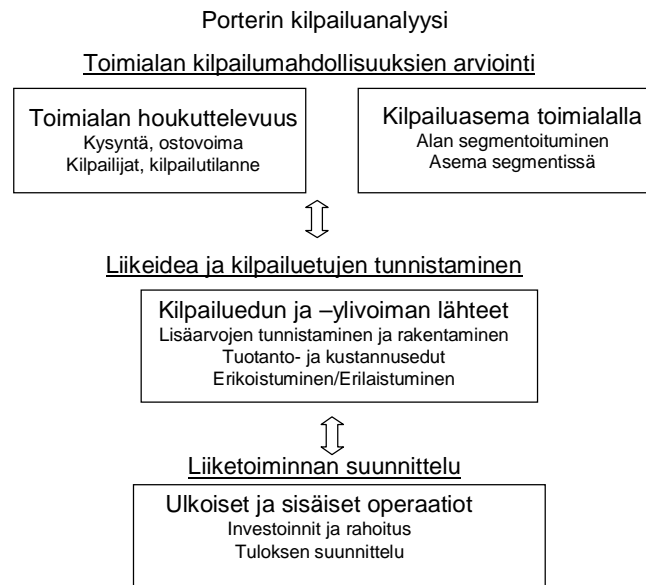 Porterin kilpailuanalyysi
Toimialan kilpailumahdollisuuksien arviointi
Toimialan houkuttelevuus
Kysyntä, ostovoima
Kilpailijat, kilpailutilanne
Kilpailuasema toimialalla
Alan segmentoituminen
Asema segmentissä
Liikeidea ja kilpailuetujen tunnistaminen
Kilpailuedun ja –ylivoiman lähteet
Lisäarvojen tunnistaminen ja rakentaminen
Tuotanto- ja kustannusedut
Erikoistuminen/Erilaistuminen
Liiketoiminnan suunnittelu
Ulkoiset ja sisäiset operaatiot
Investoinnit ja rahoitus
Tuloksen suunnittelu